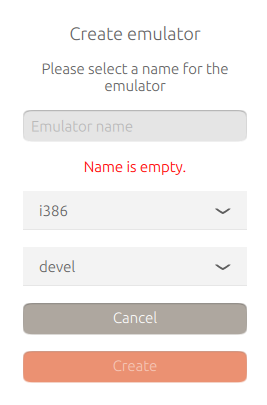 Create emulator
Please select a name for the
emulator
Emulator name
Name is empty.
i386
devel
Cancel
Create